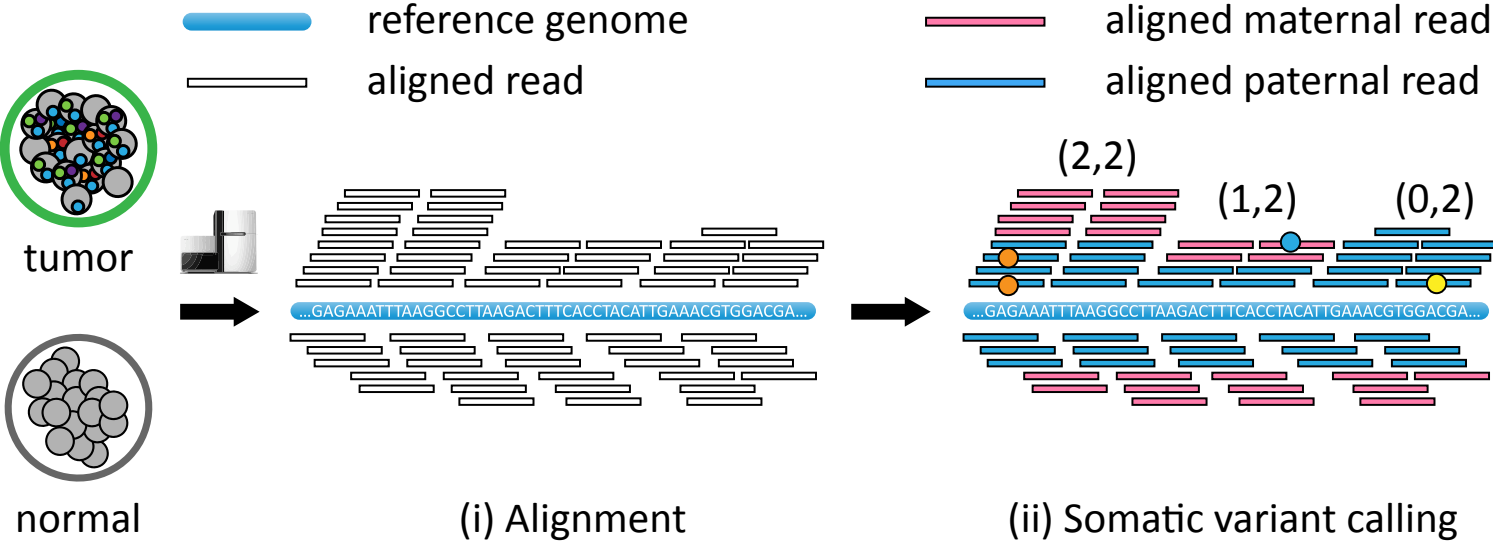 reference genome
aligned maternal read
aligned read
aligned paternal read
(2,2)
(1,2)
(0,2)
tumor
...GAGAAATTTAAGGCCTTAAGACTTTCACCTACATTGAAACGTGGACGA...
...GAGAAATTTAAGGCCTTAAGACTTTCACCTACATTGAAACGTGGACGA...
normal
(i) Alignment
(ii) Somatic variant calling